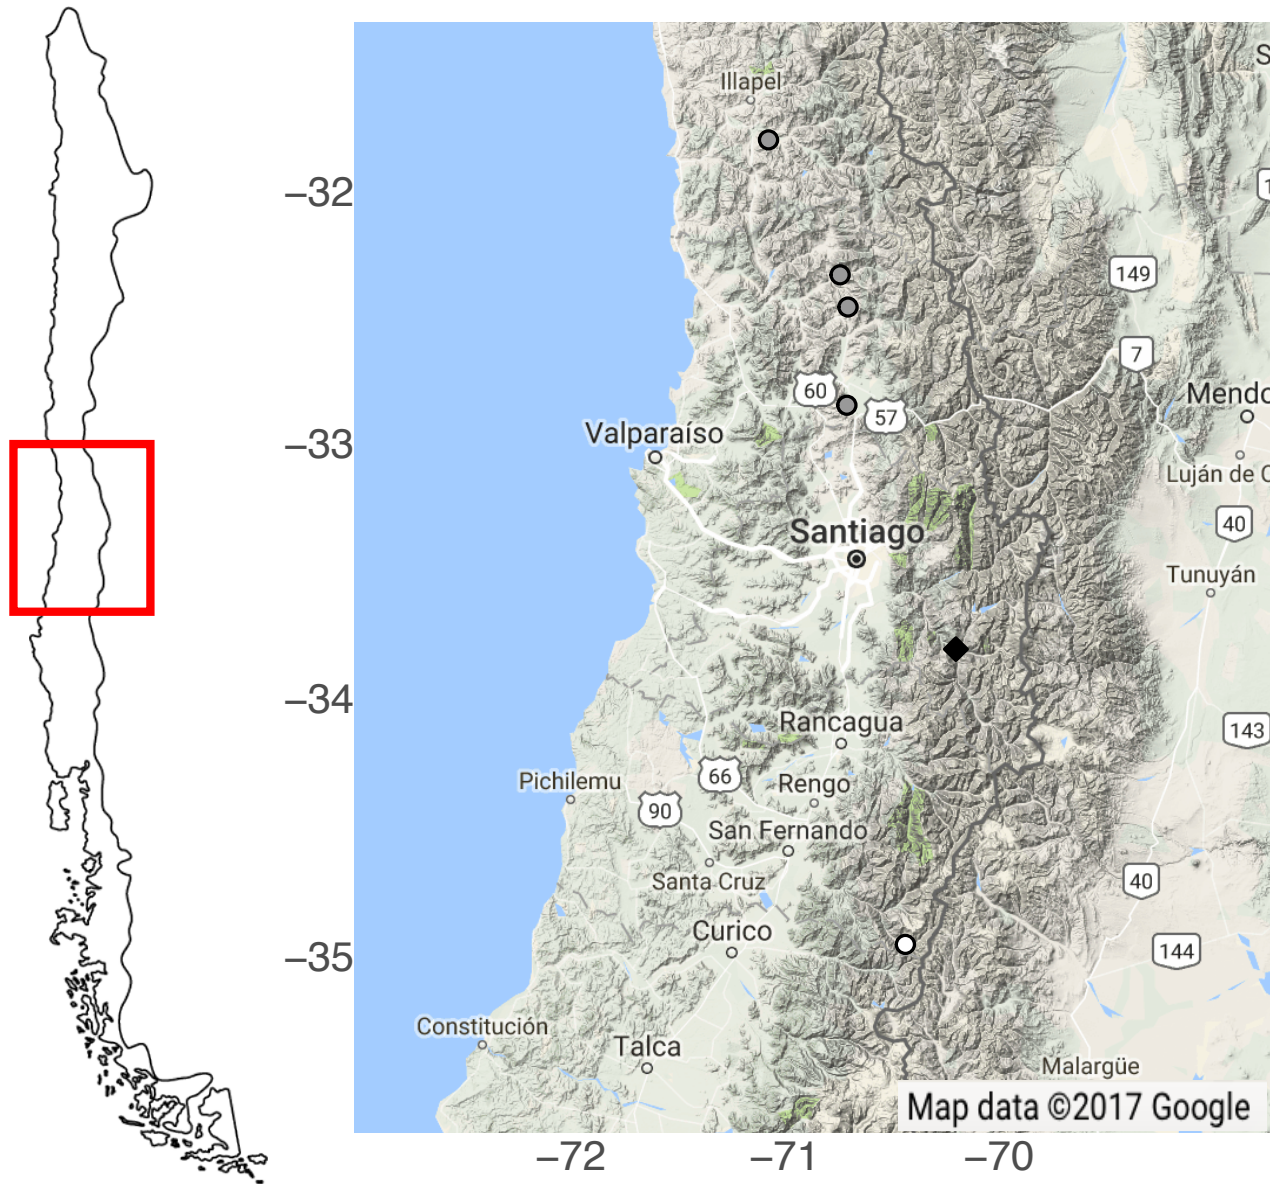 Illapel
S
−32
1
149
7
60
Mendo
57
−33
Valparaíso
Luján de C
40
Santiago
Tunuyán
−34
Rancagua
143
66
Pichilemu
Rengo
90
San Fernando
Santa Cruz
40
Curico
144
−35
Constitución
Talca
Malargüe
Map data ©2017 Google
−72
−71
−70